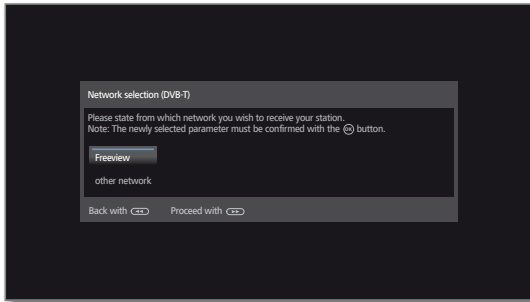 Network selection (DVB-T)
Please state from which network you wish to receive your station.
Note: The newly selected parameter must be confirmed with the OK button.
Freeview
other network
Back with Proceed with